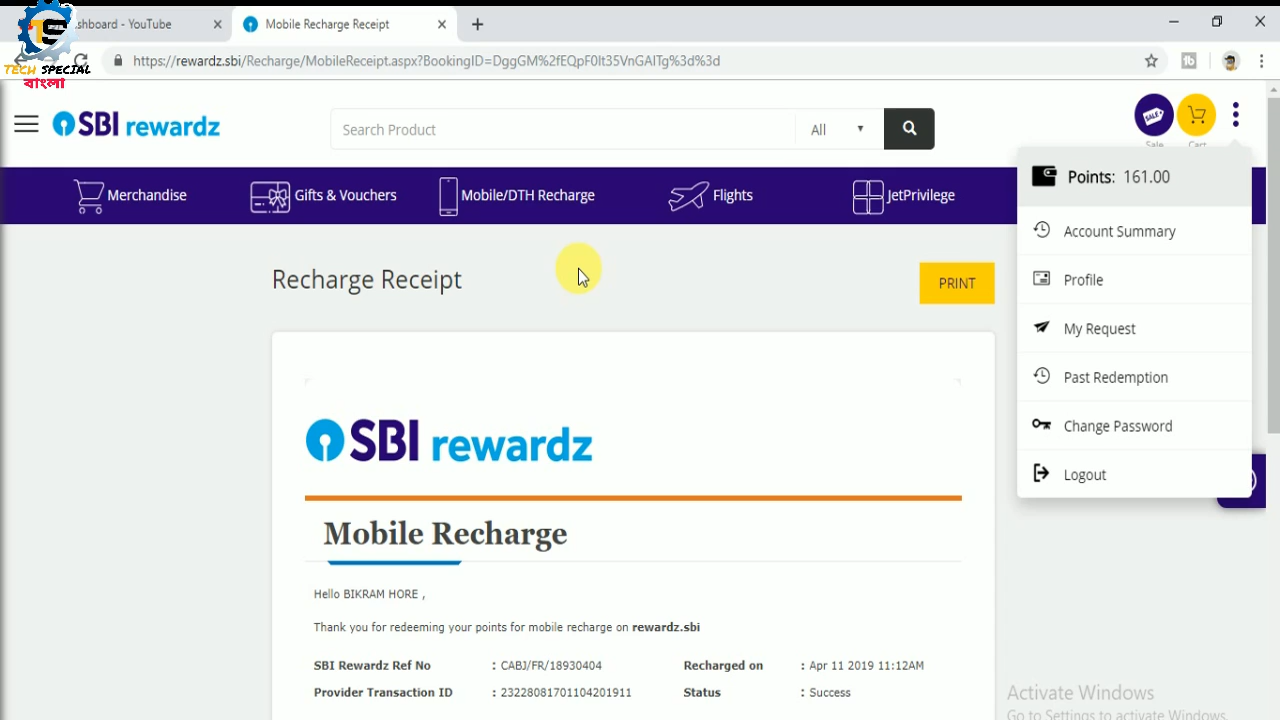 shboard - YouTube
Mobile Recharge Receipt
TECH SPECIAL
বাংলা
https://rewardz.sbi/Recharge/MobileReceipt.aspx?BookingID=DggGM%2fEQpF0It35VnGAITg%3d%3d
SBI rewardz
Search Product
All
Sale
Cart
Merchandise
Gifts & Vouchers
Mobile/DTH Recharge
Flights
JetPrivilege
Points: 161.00
Account Summary
Profile
My Request
Past Redemption
Change Password
Logout
Recharge Receipt
PRINT
SBI rewardz
Mobile Recharge
Hello BIKRAM HORE ,
Thank you for redeeming your points for mobile recharge on rewardz.sbi
SBI Rewardz Ref No : CABJ/FR/18930404 Recharged on : Apr 11 2019 11:12AM
Provider Transaction ID : 23228081701104201911 Status : Success
Activate Windows
Go to Settings to activate Windows.